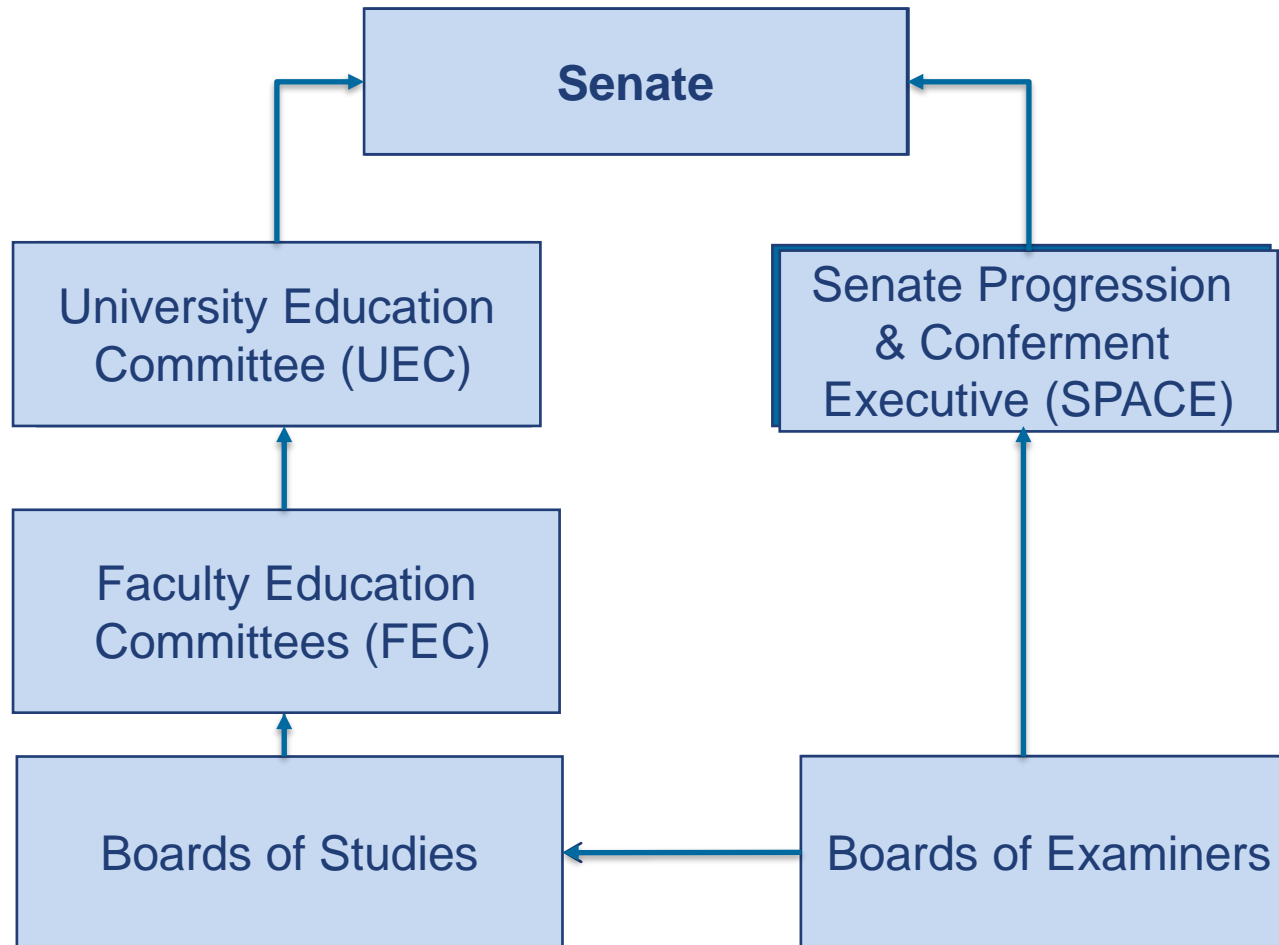 Senate
University Education
Committee (UEC)
Senate Progression
& Conferment
Executive (SPACE)
Faculty Education
Committees (FEC)
Boards of Studies
Boards of Examiners